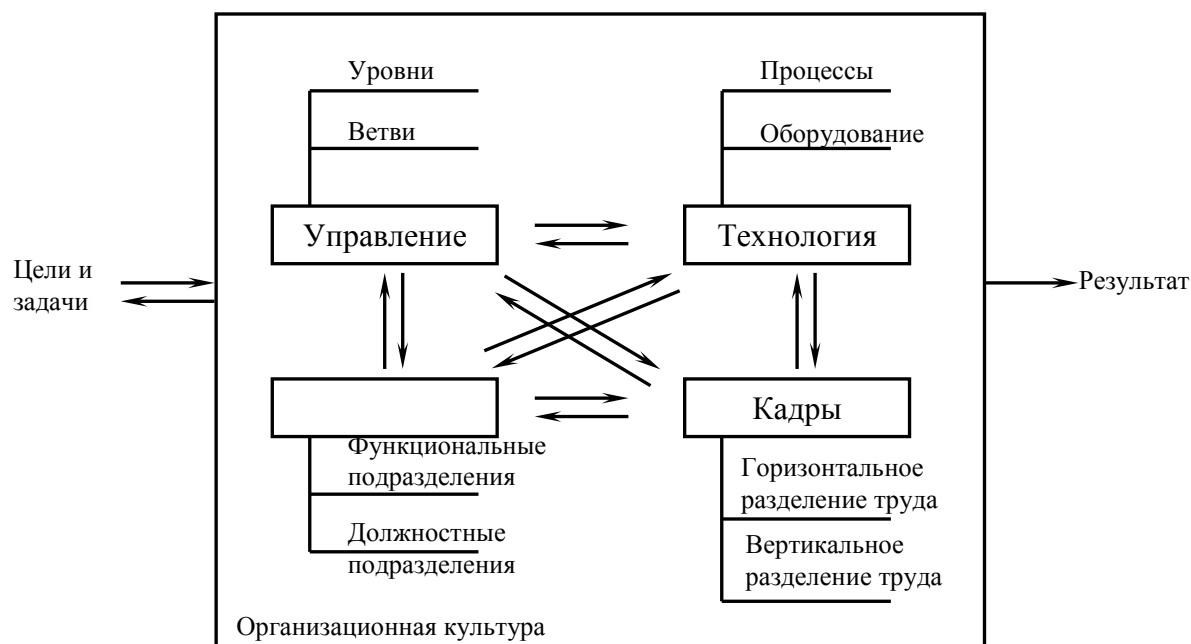 Уровни
Ветви
Процессы
Оборудование
Управление
Технология
Цели и
задачи
Результат
Кадры
Функциональные
подразделения
Должностные
подразделения
Горизонтальное
разделение труда
Вертикальное
разделение труда
Организационная культура